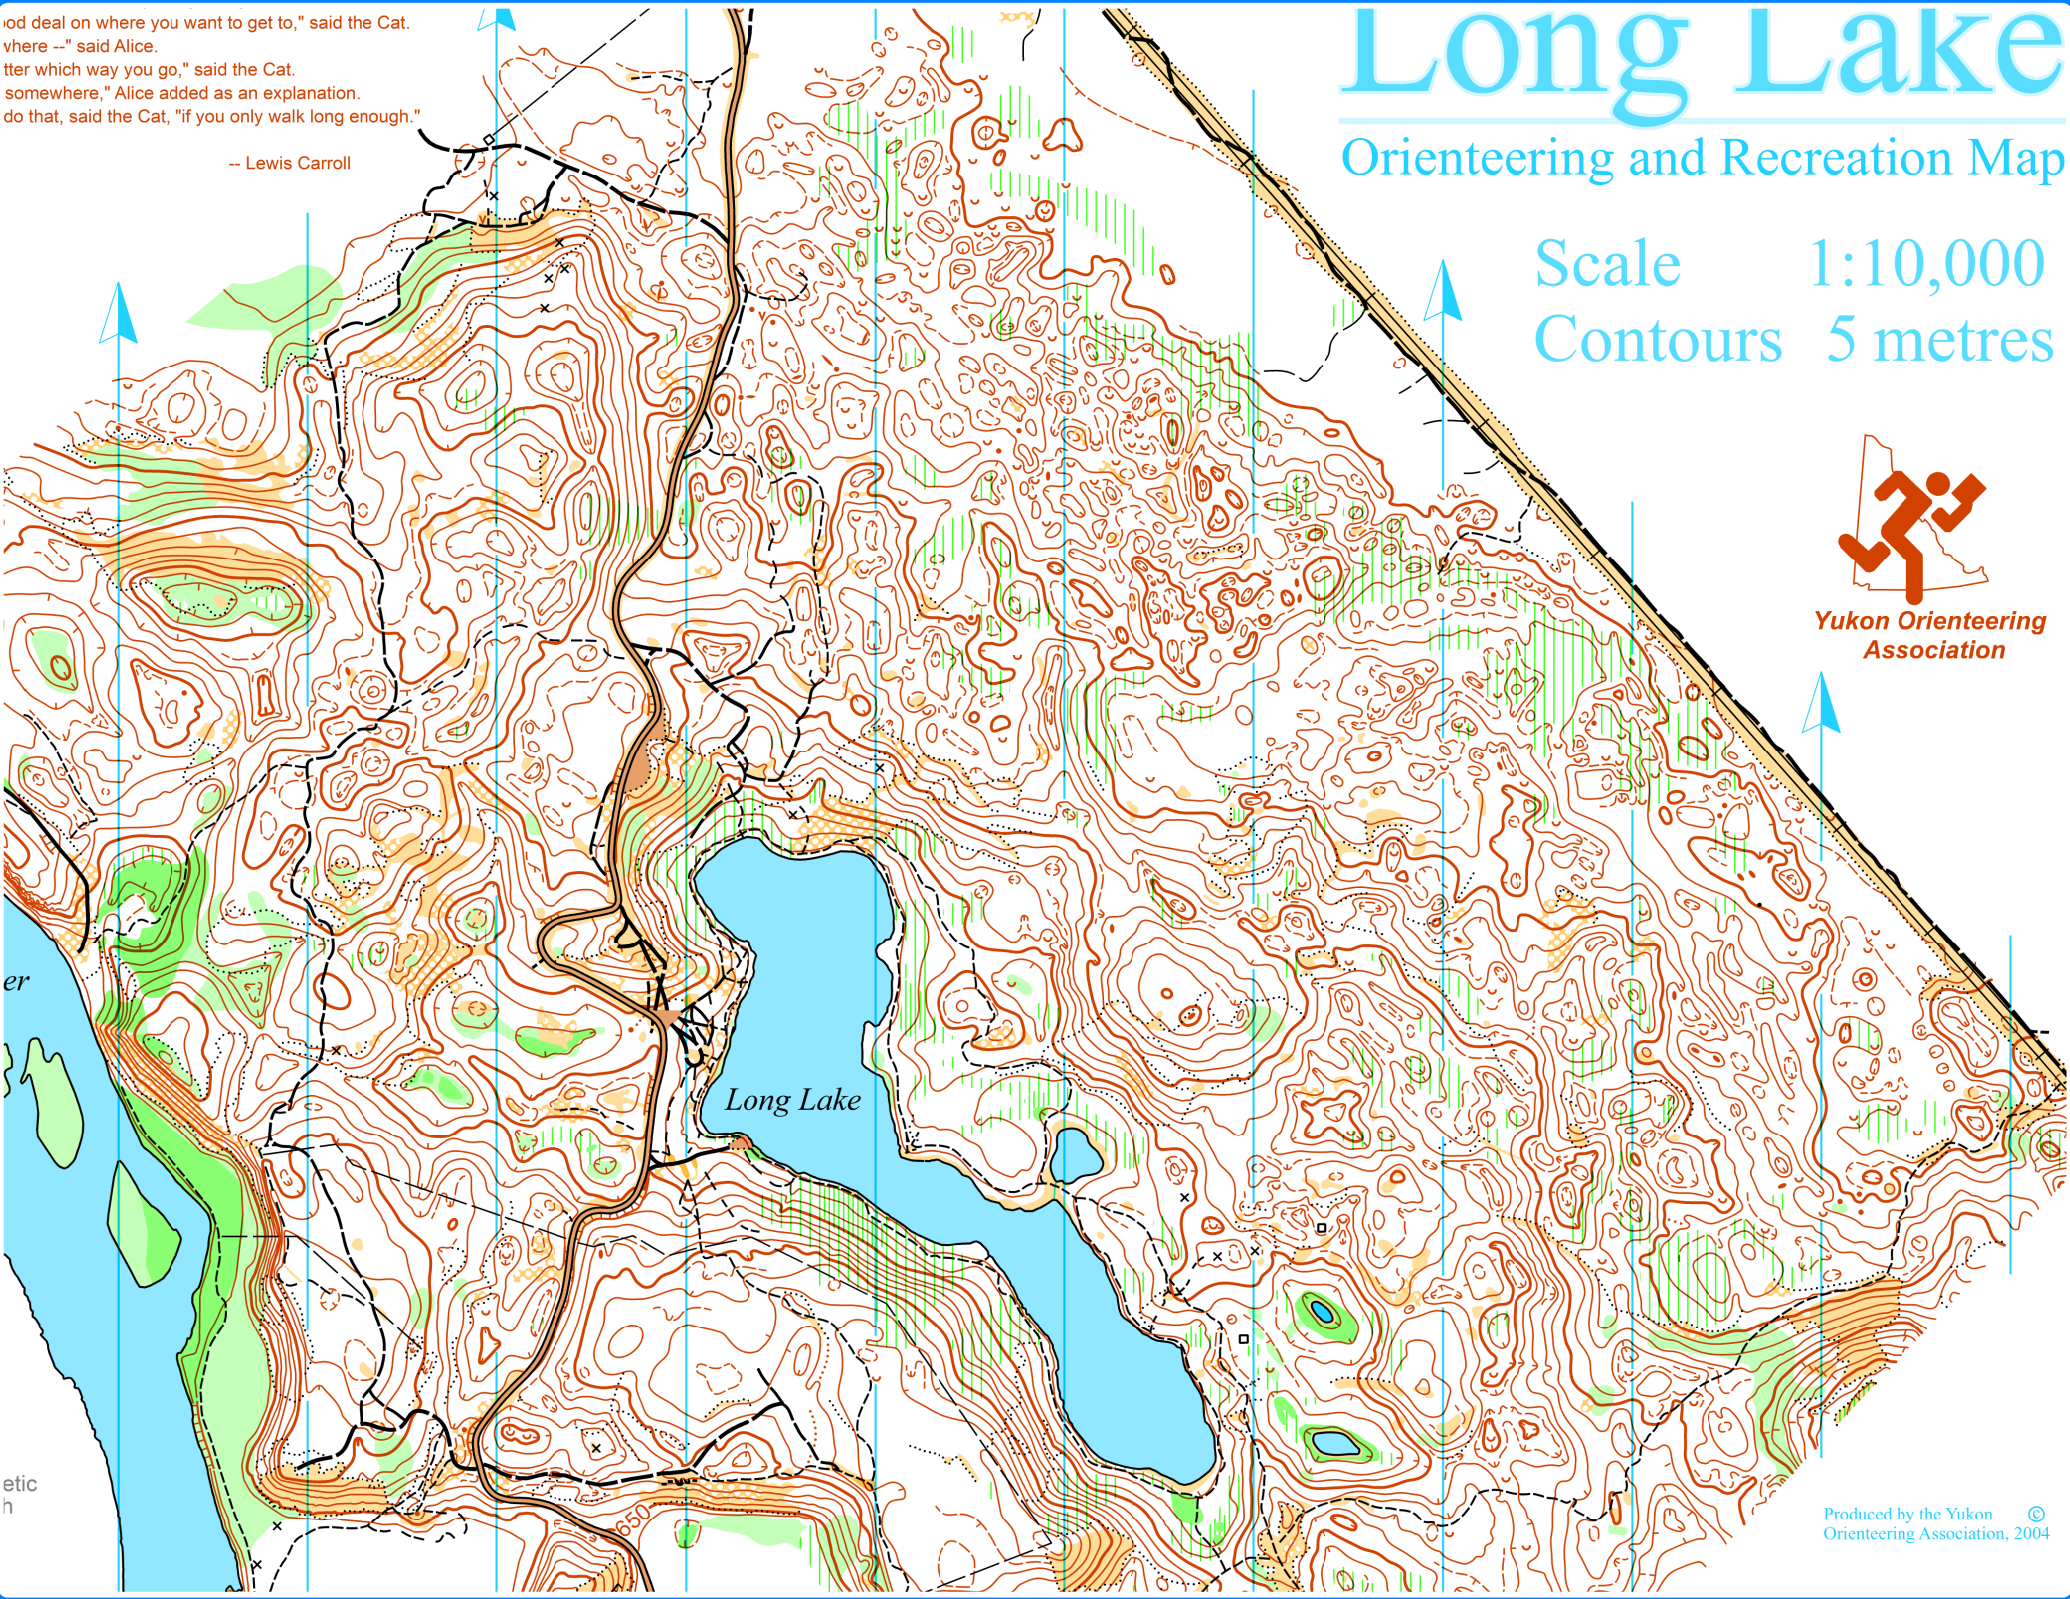 ood deal on where you want to get to," said the Cat.
where --" said Alice.
tter which way you go," said the Cat.
somewhere," Alice added as an explanation.
do that, said the Cat, "if you only walk long enough."
-- Lewis Carroll
Long Lake
Orienteering and Recreation Map
Scale 1:10,000
Contours 5 metres
Yukon Orienteering
Association
er
Long Lake
etic
h
650
Produced by the Yukon ©
Orienteering Association, 2004